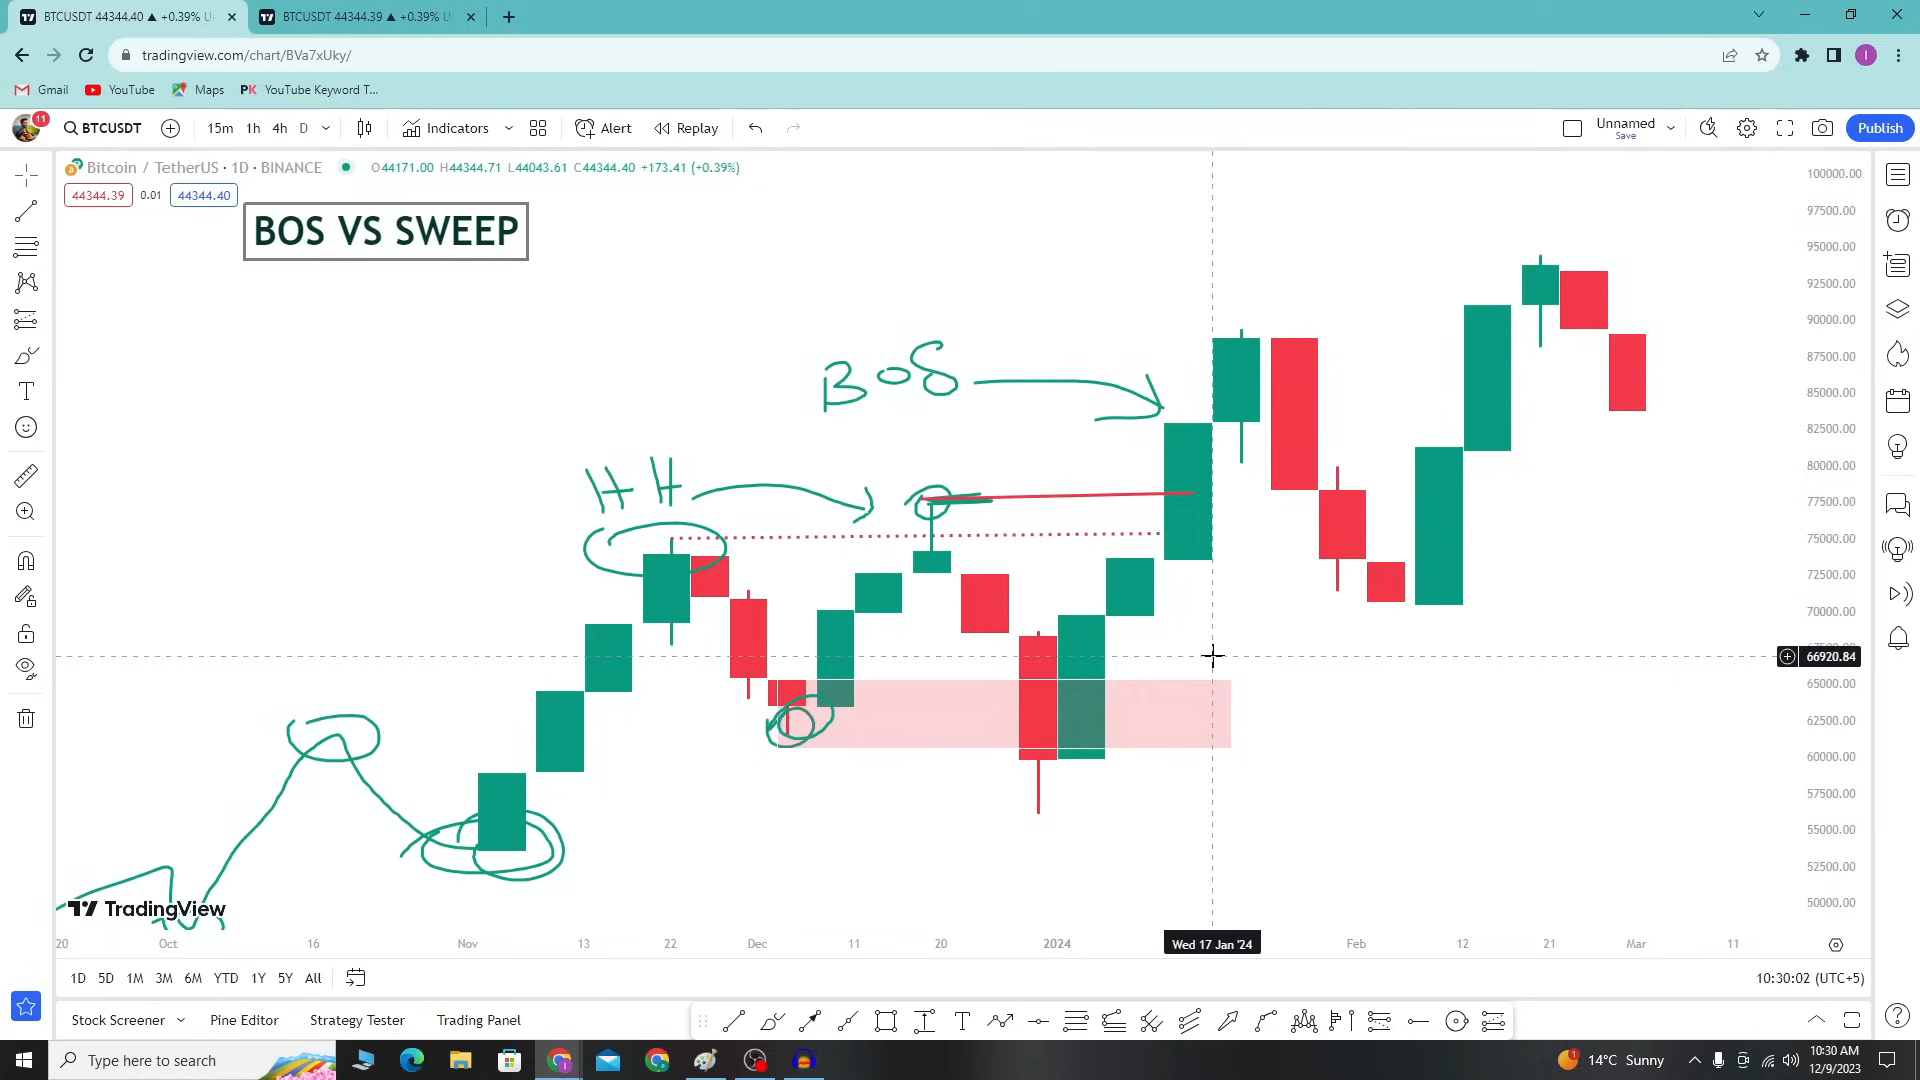 BTCUSDT 44344.40 ▲ +0.39% U
BTCUSDT 44344.39 ▲ +0.39% U
tradingview.com/chart/BVa7xUky/
I
Gmail
YouTube
Maps
PK YouTube Keyword T...
11
BTCUSDT
15m 1h 4h D
Indicators
Alert
Replay
Unnamed
Save
Publish
Bitcoin / TetherUS · 1D · BINANCE
O44171.00 H44344.71 L44043.61 C44344.40 +173.41 (+0.39%)
44344.39 0.01 44344.40
BOS VS SWEEP
BOS
HH
100000.00
97500.00
95000.00
92500.00
90000.00
87500.00
85000.00
82500.00
80000.00
77500.00
75000.00
72500.00
70000.00
66920.84
65000.00
62500.00
60000.00
57500.00
55000.00
52500.00
50000.00
TradingView
20 Oct 16 Nov 13 22 Dec 11 20 2024 Wed 17 Jan '24 Feb 12 21 Mar 11
1D 5D 1M 3M 6M YTD 1Y 5Y All
10:30:02 (UTC+5)
Stock Screener Pine Editor Strategy Tester Trading Panel
Type here to search
1
14°C Sunny
10:30 AM
12/9/2023